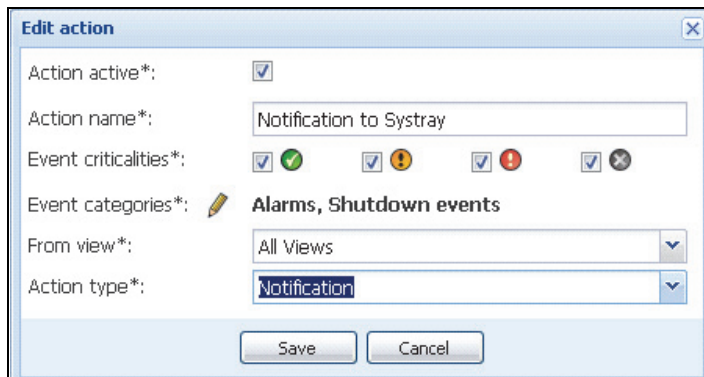 Edit action
Action active*:
Action name*: Notification to Systray
Event criticalities*:
Event categories*: Alarms, Shutdown events
From view*: All Views
Action type*: Notification
Save Cancel